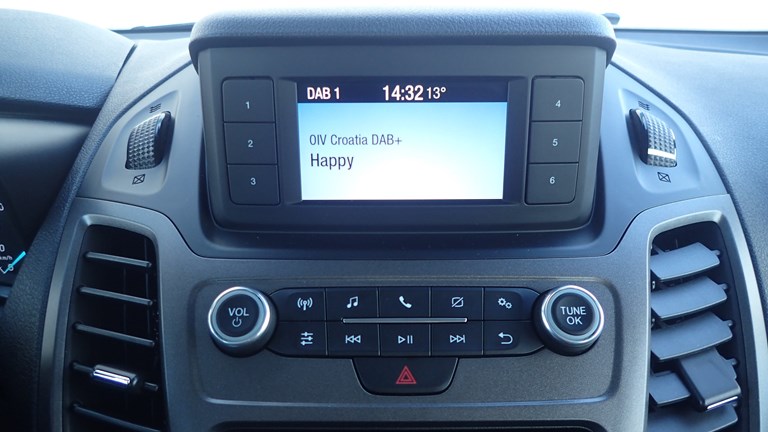 DAB 1 14:32 13°
1
2
3
OIV Croatia DAB+
Happy
4
5
6
VOL
TUNE
OK